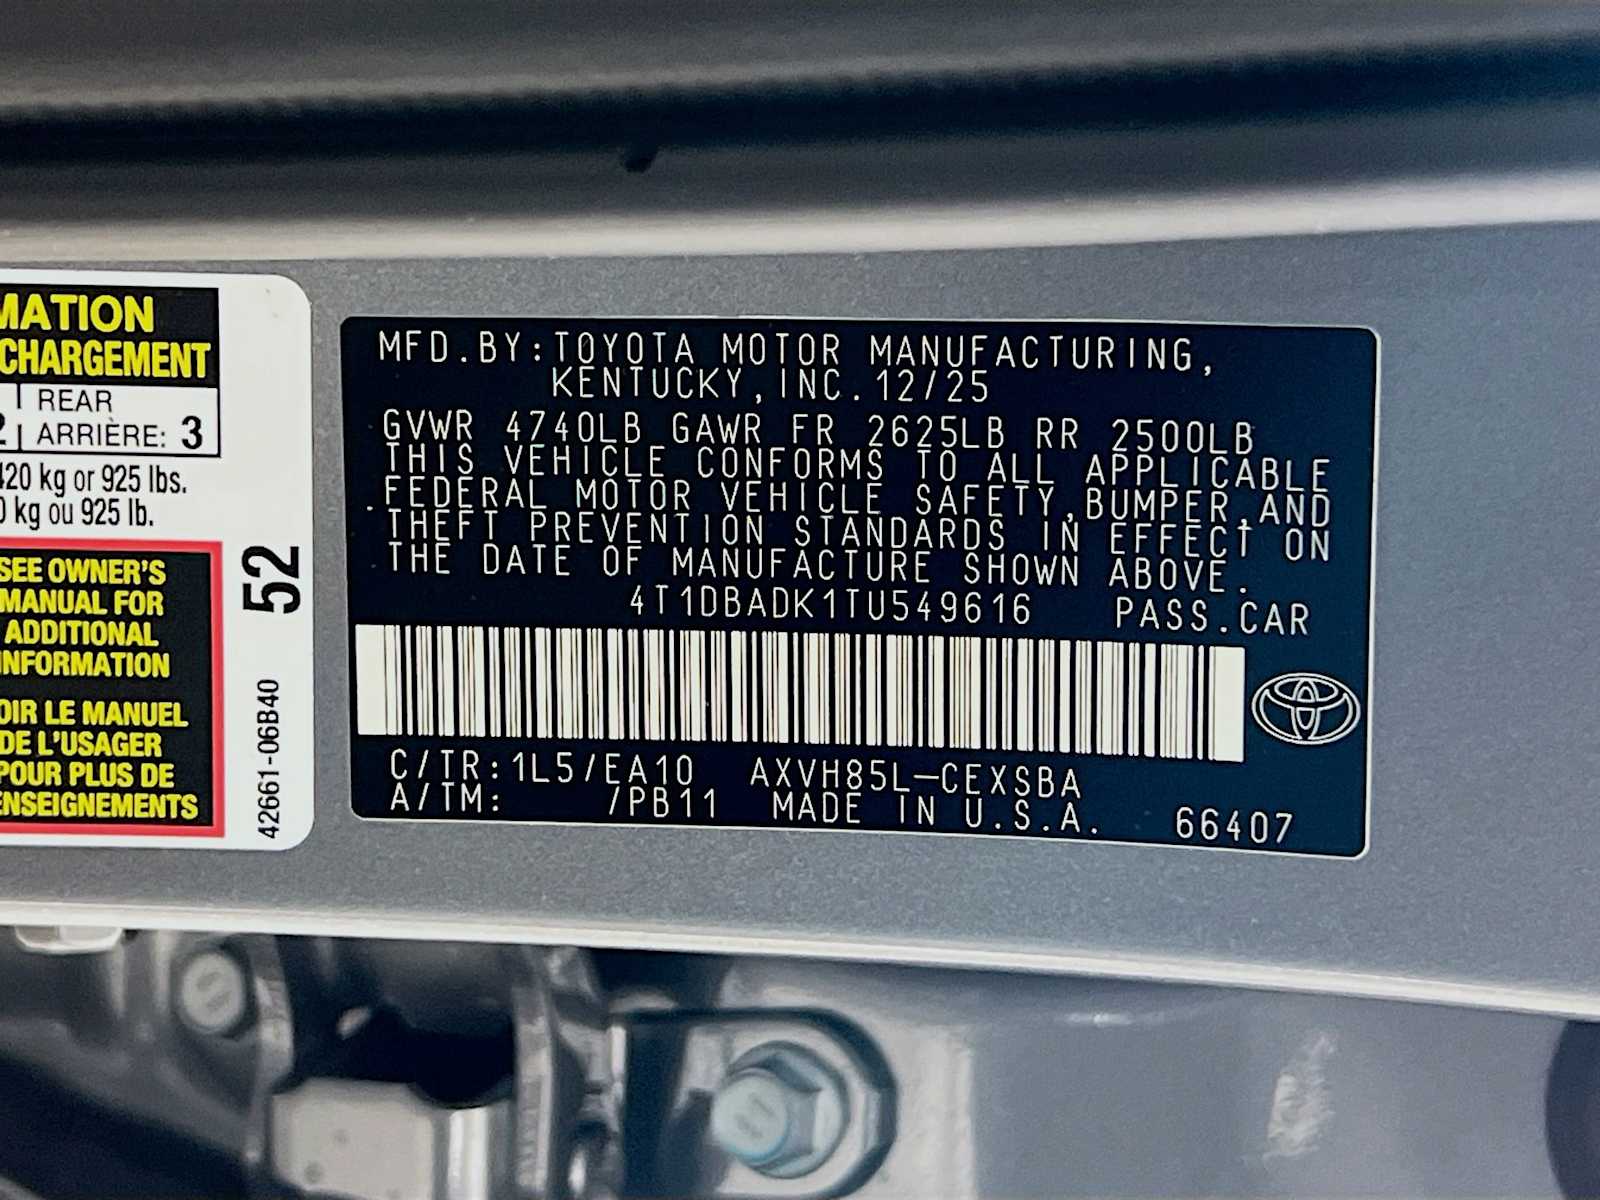 MATION
CHARGEMENT
REAR
ARRIÈRE: 3
420 kg or 925 lbs.
0 kg ou 925 lb.
SEE OWNER'S
MANUAL FOR
ADDITIONAL
INFORMATION
OIR LE MANUEL
DE L'USAGER
POUR PLUS DE
ENSEIGNEMENTS
52
42661-06B40
MFD.BY:TOYOTA MOTOR MANUFACTURING,
KENTUCKY,INC.12/25
GVWR 4740LB GAWR FR 2625LB RR 2500LB
THIS VEHICLE CONFORMS TO ALL APPLICABLE
FEDERAL MOTOR VEHICLE SAFETY,BUMPER,AND
THEFT PREVENTION STANDARDS IN EFFECT ON
THE DATE OF MANUFACTURE SHOWN ABOVE.
4T1DBADK1TU549616 PASS.CAR
C/TR:1L5/EA10 AXVH85L-CEXSBA
A/TM: /PB11 MADE IN U.S.A. 66407